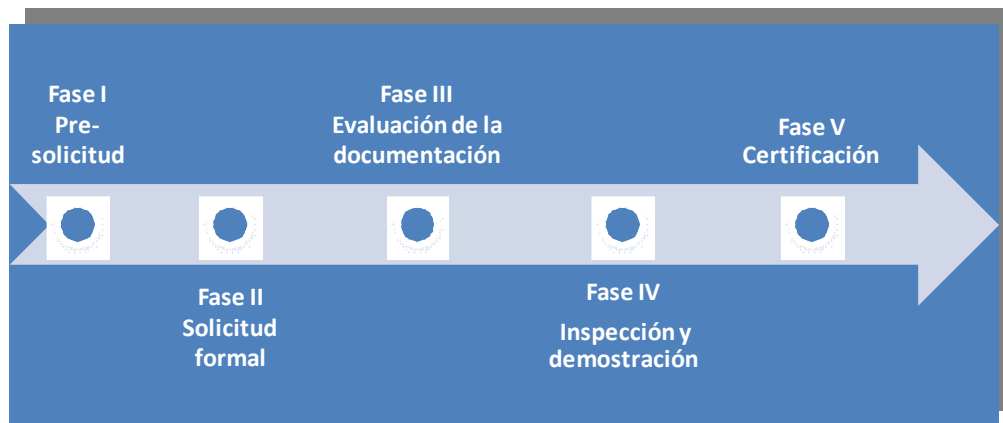 Fase I
Pre-
solicitud
Fase II
Solicitud
formal
Fase III
Evaluación de la
documentación
Fase IV
Inspección y
demostración
Fase V
Certificación